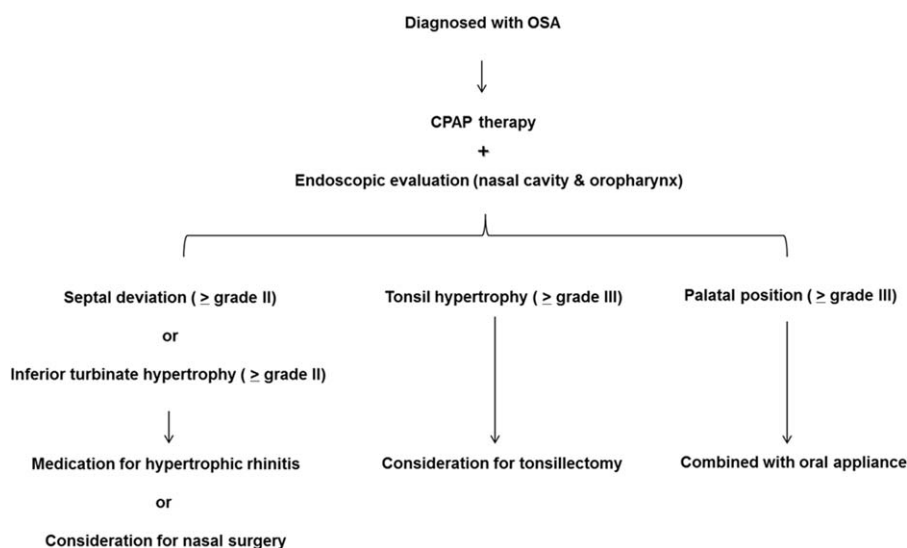 Diagnosed with OSA
CPAP therapy
+
Endoscopic evaluation (nasal cavity & oropharynx)
Septal deviation ( ≥ grade II)
or
Inferior turbinate hypertrophy ( ≥ grade II)
Medication for hypertrophic rhinitis
or
Consideration for nasal surgery
Tonsil hypertrophy ( ≥ grade III)
Consideration for tonsillectomy
Palatal position ( ≥ grade III)
Combined with oral appliance